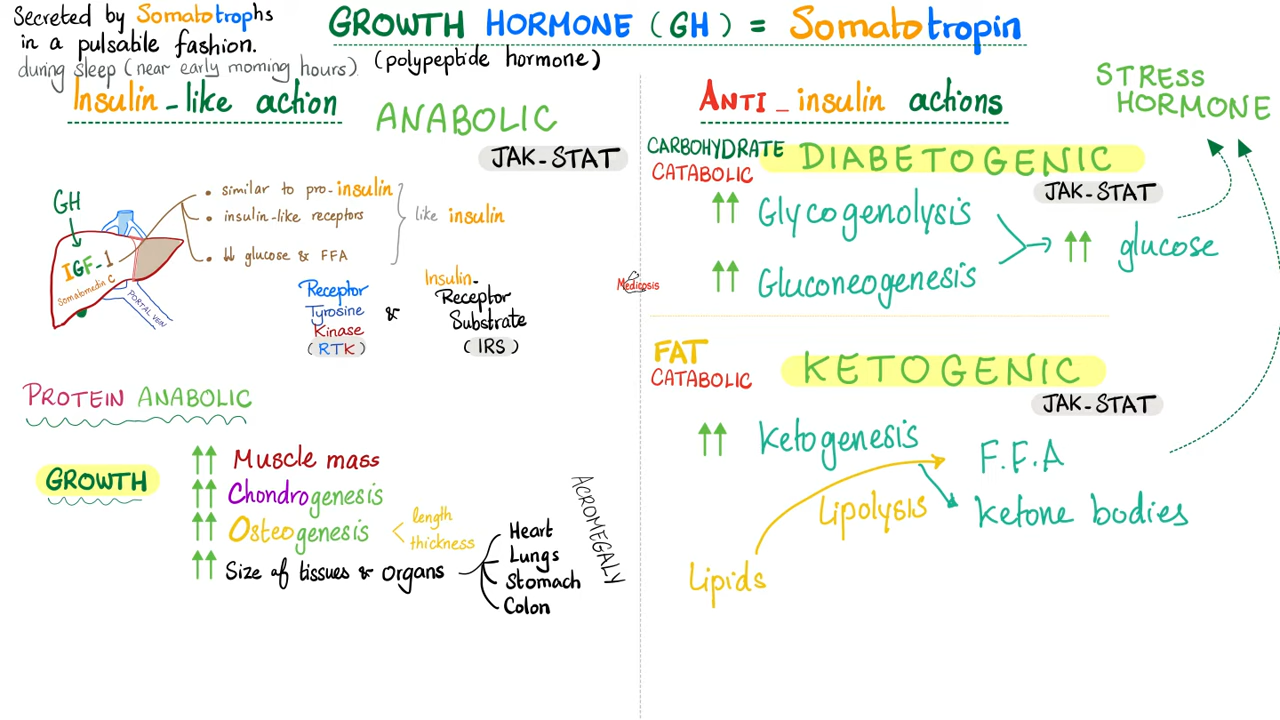 GROWTH HORMONE (GH) = Somatotropin
(polypeptide hormone)
Secreted by Somatotrophs
in a pulsatile fashion.
during sleep (near early morning hours).
Insulin-like action
ANABOLIC
JAK-STAT
GH
IGF-1
Somatomedin C
PORTAL VEIN
• similar to pro-insulin
• insulin-like receptors
• ↓↓ glucose & FFA
like insulin
Receptor
Tyrosine
Kinase
(RTK)
&
Insulin-
Receptor
Substrate
(IRS)
PROTEIN ANABOLIC
GROWTH
↑↑ Muscle mass
↑↑ Chondrogenesis
↑↑ Osteogenesis
length
thickness
↑↑ Size of tissues & organs
Heart
Lungs
Stomach
Colon
ACROMEGALY
Medicosis
ANTI-insulin actions
STRESS
HORMONE
CARBOHYDRATE
CATABOLIC
DIABETOGENIC
JAK-STAT
↑↑ Glycogenolysis
↑↑ Gluconeogenesis
↑↑ glucose
FAT
CATABOLIC
KETOGENIC
JAK-STAT
↑↑ Ketogenesis
F.F.A
Lipolysis
Ketone bodies
Lipids